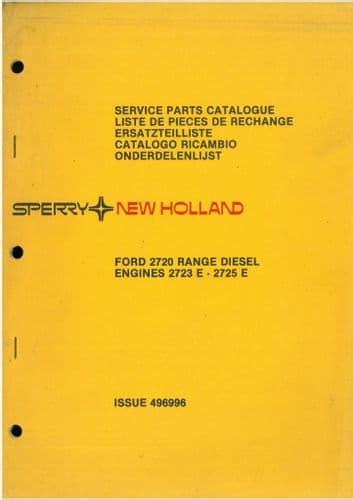 SERVICE PARTS CATALOGUE
LISTE DE PIECES DE RECHANGE
ERSATZTEILLISTE
CATALOGO RICAMBIO
ONDERDELENLIJST
SPERRY NEW HOLLAND
FORD 2720 RANGE DIESEL
ENGINES 2723 E - 2725 E
ISSUE 496996